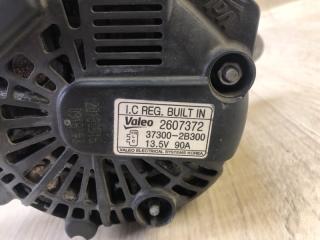 I.C REG. BUILT IN
Valeo 2607372
37300-2B300
13.5V 90A
VALEO ELECTRICAL SYSTEMS KOREA